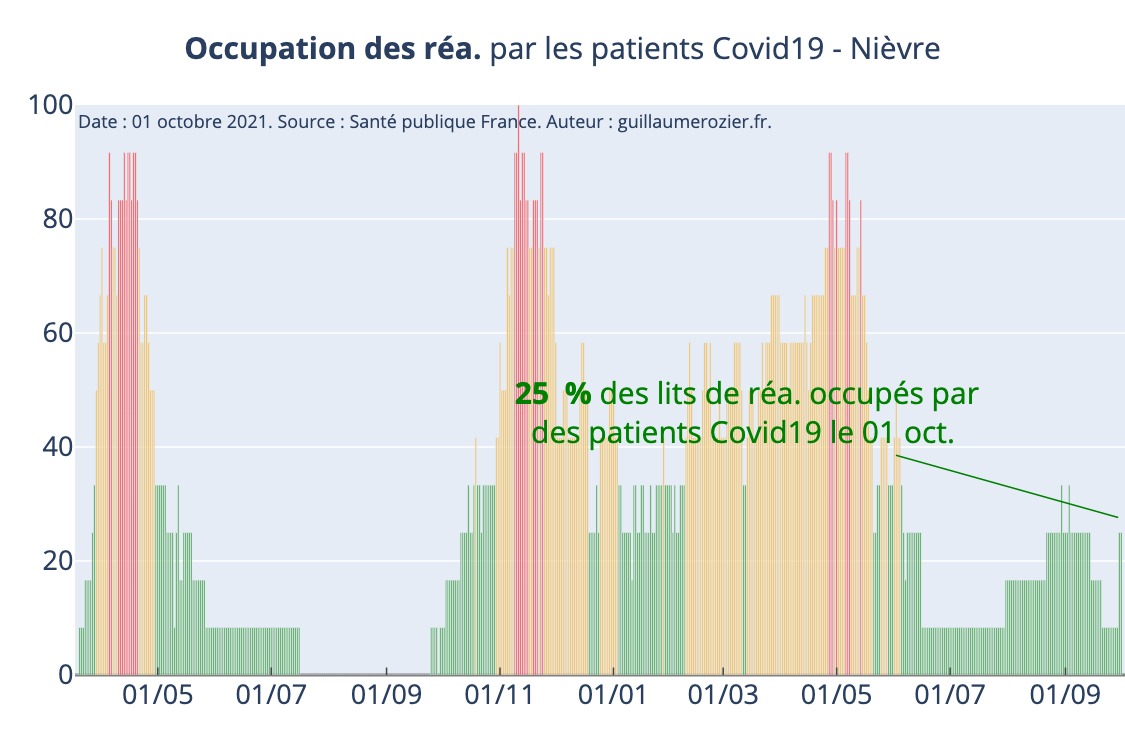 Occupation des réa. par les patients Covid19 - Nièvre
100
Date : 01 octobre 2021. Source : Santé publique France. Auteur : guillaumerozier.fr.
80
60
25 % des lits de réa. occupés par
des patients Covid19 le 01 oct.
40
20
0
01/05 01/07 01/09 01/11 01/01 01/03 01/05 01/07 01/09